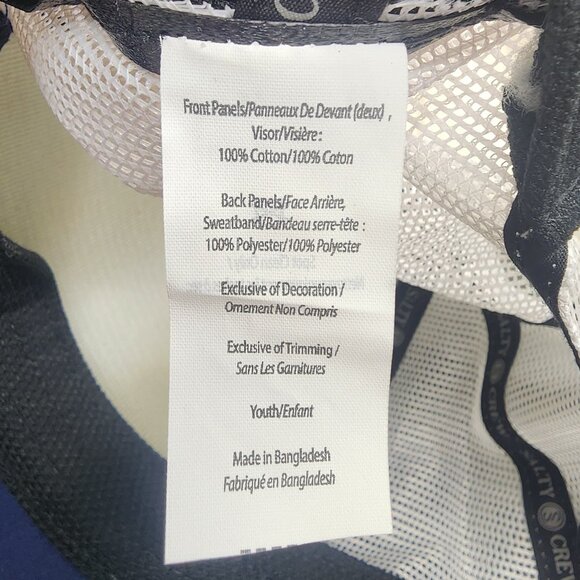 Front Panels/Panneaux De Devant (deux) ,
Visor/Visière :
100% Cotton/100% Coton
Back Panels/Face Arrière,
Sweatband/Bandeau serre-tête :
100% Polyester/100% Polyester
Exclusive of Decoration /
Ornement Non Compris
Exclusive of Trimming /
Sans Les Garnitures
Youth/Enfant
Made in Bangladesh
Fabriqué en Bangladesh
SALTY CREW